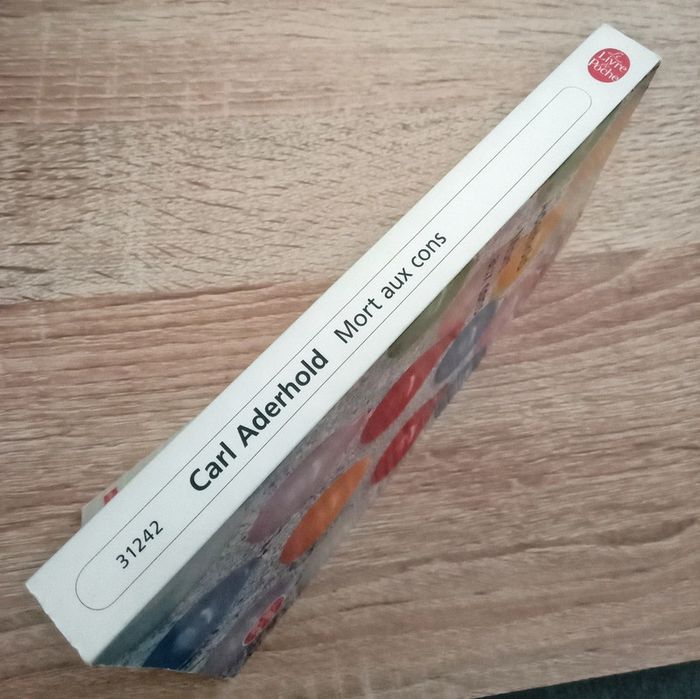 Le
Livre
de
Poche
Carl Aderhold Mort aux cons
31242